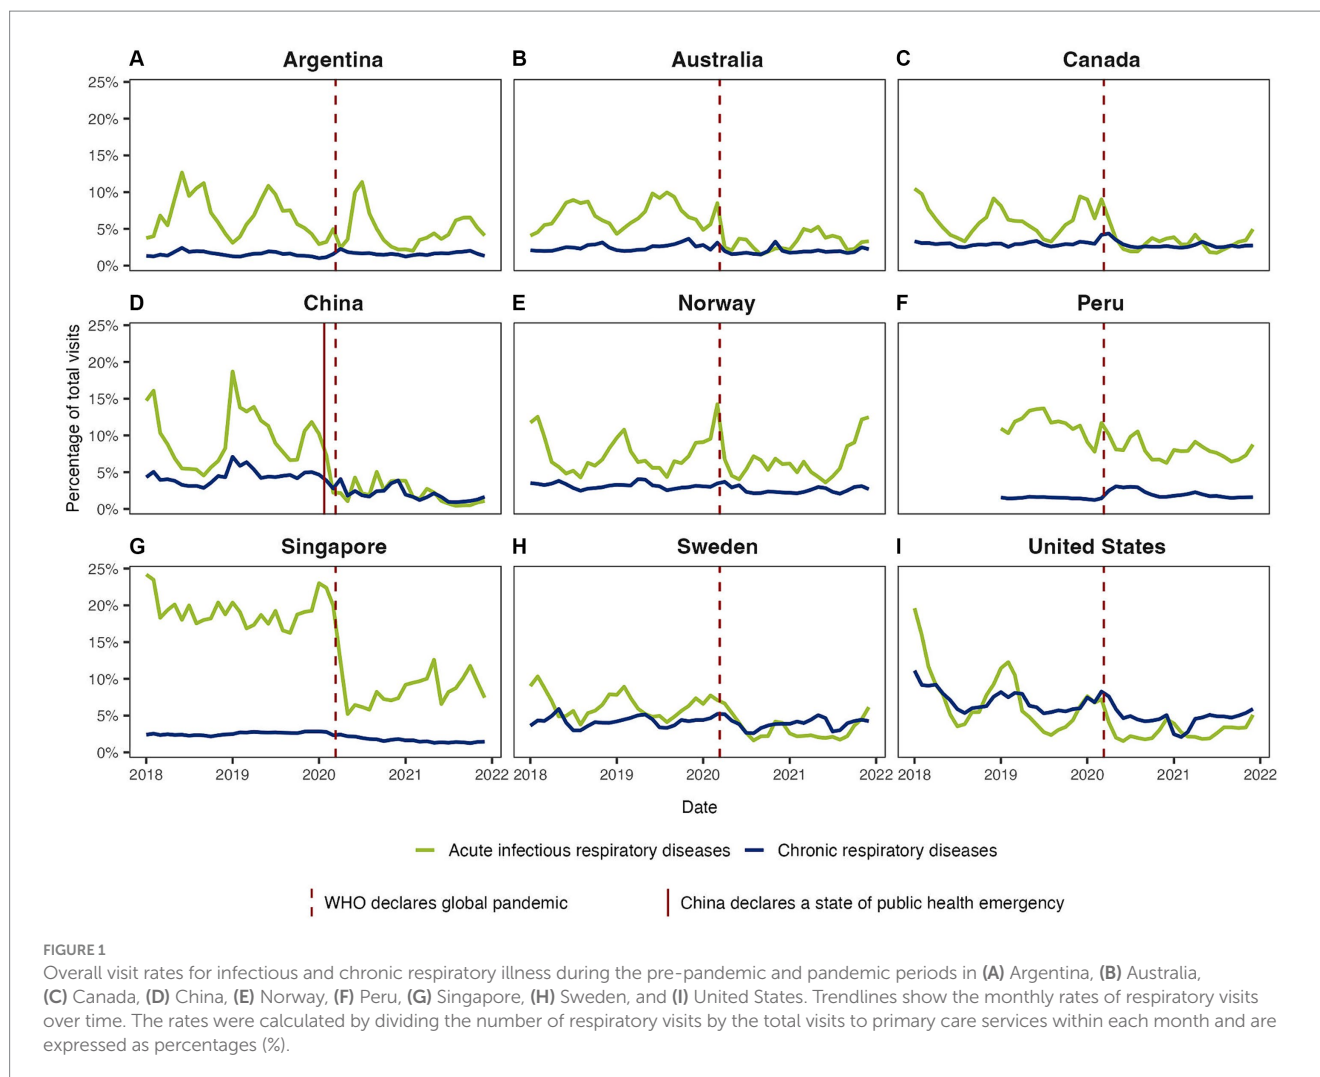 A Argentina
B Australia
C Canada
25%
20%
15%
10%
5%
0%
D China
E Norway
F Peru
Percentage of total visits
25%
20%
15%
10%
5%
0%
G Singapore
H Sweden
I United States
25%
20%
15%
10%
5%
0%
2018 2019 2020 2021 2022
2018 2019 2020 2021 2022
2018 2019 2020 2021 2022
Date
Acute infectious respiratory diseases Chronic respiratory diseases
WHO declares global pandemic China declares a state of public health emergency
FIGURE 1
Overall visit rates for infectious and chronic respiratory illness during the pre-pandemic and pandemic periods in (A) Argentina, (B) Australia,
(C) Canada, (D) China, (E) Norway, (F) Peru, (G) Singapore, (H) Sweden, and (I) United States. Trendlines show the monthly rates of respiratory visits
over time. The rates were calculated by dividing the number of respiratory visits by the total visits to primary care services within each month and are
expressed as percentages (%).